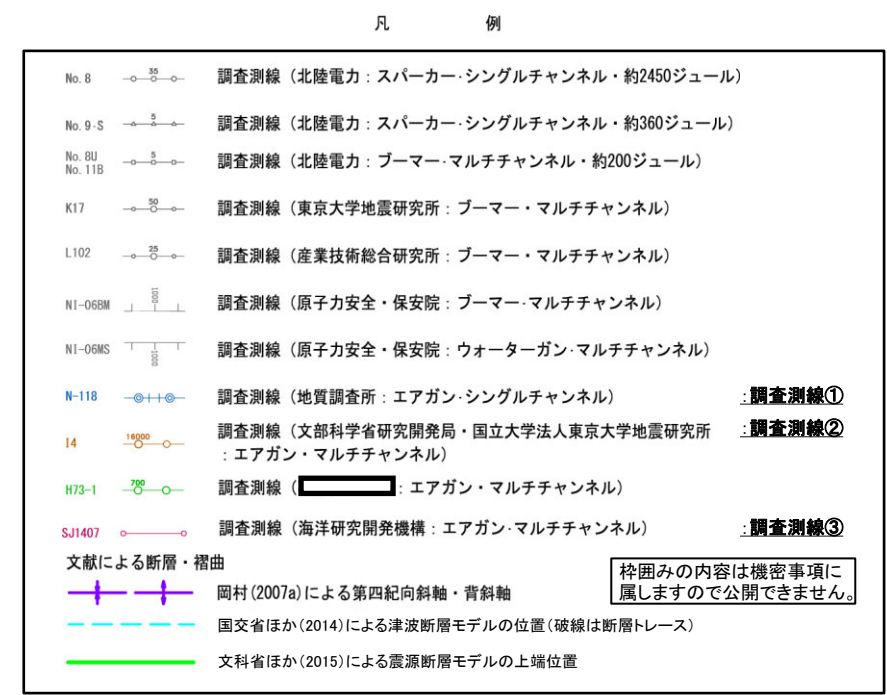 凡　　　　例
No. 8 35 調査測線（北陸電力：スパーカー・シングルチャンネル・約2450ジュール）
No. 9-S 5 調査測線（北陸電力：スパーカー・シングルチャンネル・約360ジュール）
No. 8U
No. 11B 5 調査測線（北陸電力：ブーマー・マルチチャンネル・約200ジュール）
K17 50 調査測線（東京大学地震研究所：ブーマー・マルチチャンネル）
L102 25 調査測線（産業技術総合研究所：ブーマー・マルチチャンネル）
NI-06BM 1000 調査測線（原子力安全・保安院：ブーマー・マルチチャンネル）
NI-06MS 1000 調査測線（原子力安全・保安院：ウォーターガン・マルチチャンネル）
N-118 調査測線（地質調査所：エアガン・シングルチャンネル） :調査測線①
I4 16000 調査測線（文部科学省研究開発局・国立大学法人東京大学地震研究所 :調査測線②
：エアガン・マルチチャンネル）
H73-1 700 調査測線（ ：エアガン・マルチチャンネル）
SJ1407 調査測線（海洋研究開発機構：エアガン・マルチチャンネル） :調査測線③
文献による断層・褶曲
岡村(2007a)による第四紀向斜軸・背斜軸
国交省ほか(2014)による津波断層モデルの位置(破線は断層トレース)
文科省ほか(2015)による震源断層モデルの上端位置
枠囲みの内容は機密事項に
属しますので公開できません。